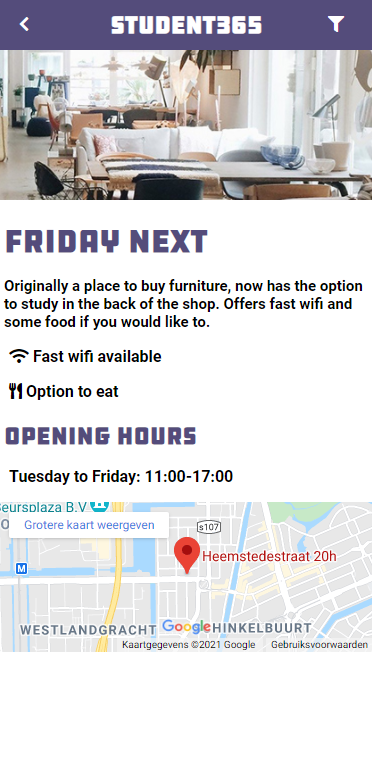 STUDENT365
FRIDAY NEXT
Originally a place to buy furniture, now has the option
to study in the back of the shop. Offers fast wifi and
some food if you would like to.
Fast wifi available
Option to eat
OPENING HOURS
Tuesday to Friday: 11:00-17:00
Beursplaza B.V
Grotere kaart weergeven
s107
Heemstedestraat 20h
M
WESTLANDGRACHT
Google
HINKELBUURT
Kaartgegevens ©2021 Google
Gebruiksvoorwaarden